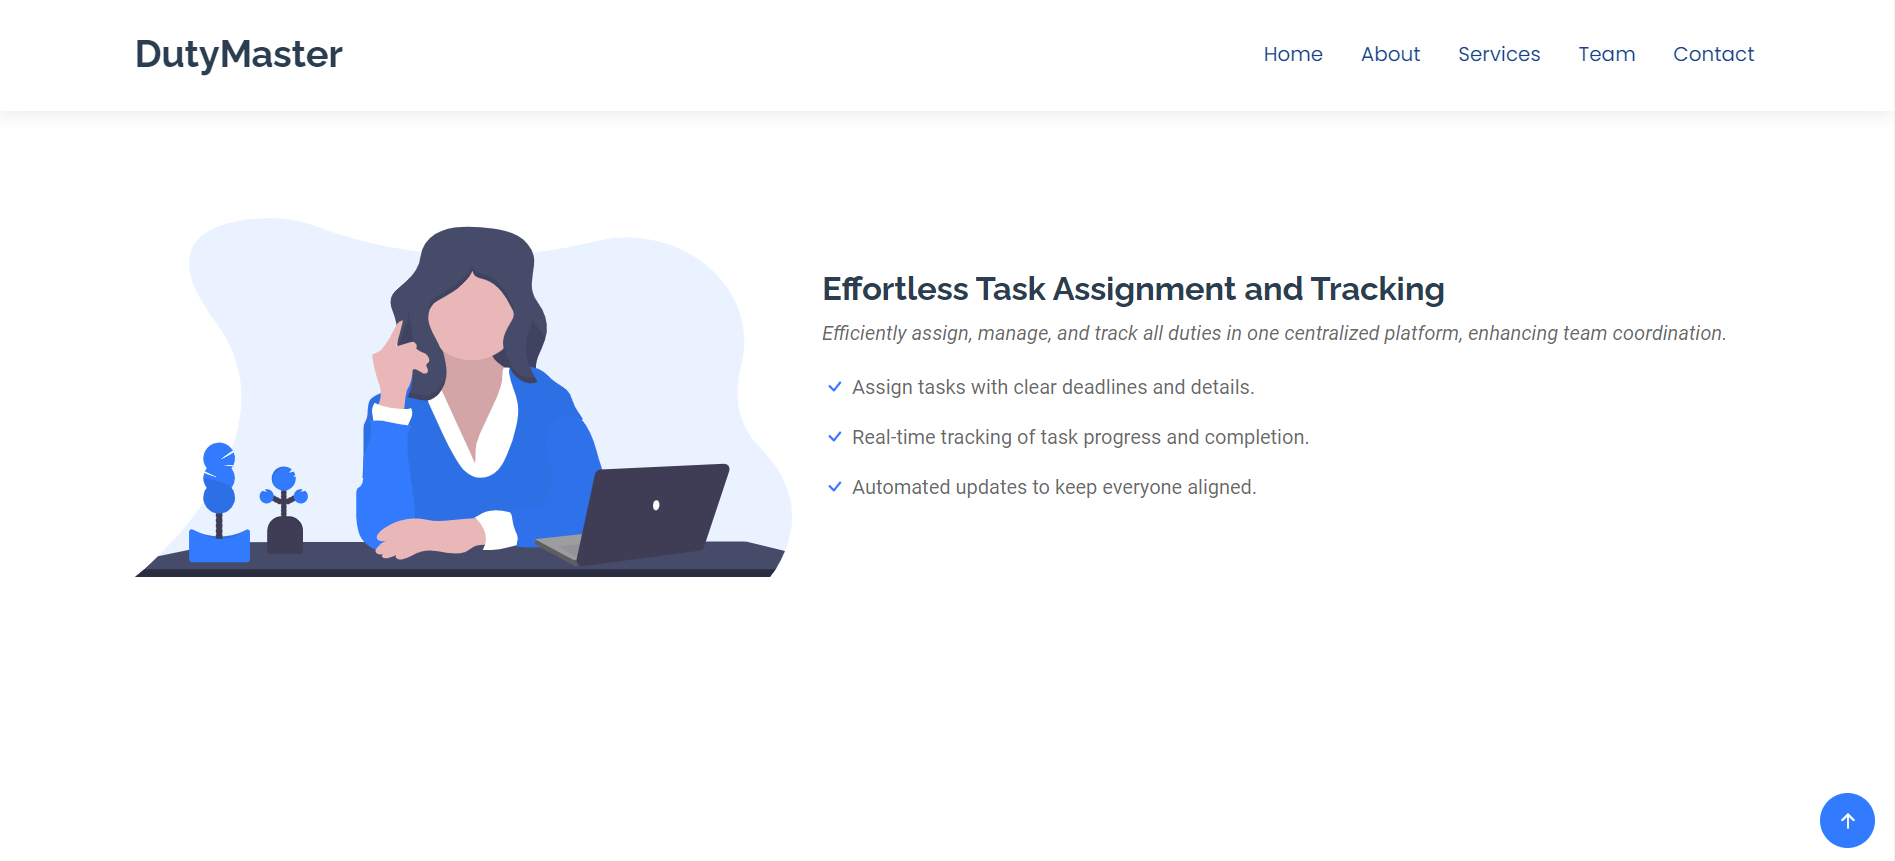 DutyMaster
Home About Services Team Contact
Effortless Task Assignment and Tracking
Efficiently assign, manage, and track all duties in one centralized platform, enhancing team coordination.
Assign tasks with clear deadlines and details.
Real-time tracking of task progress and completion.
Automated updates to keep everyone aligned.